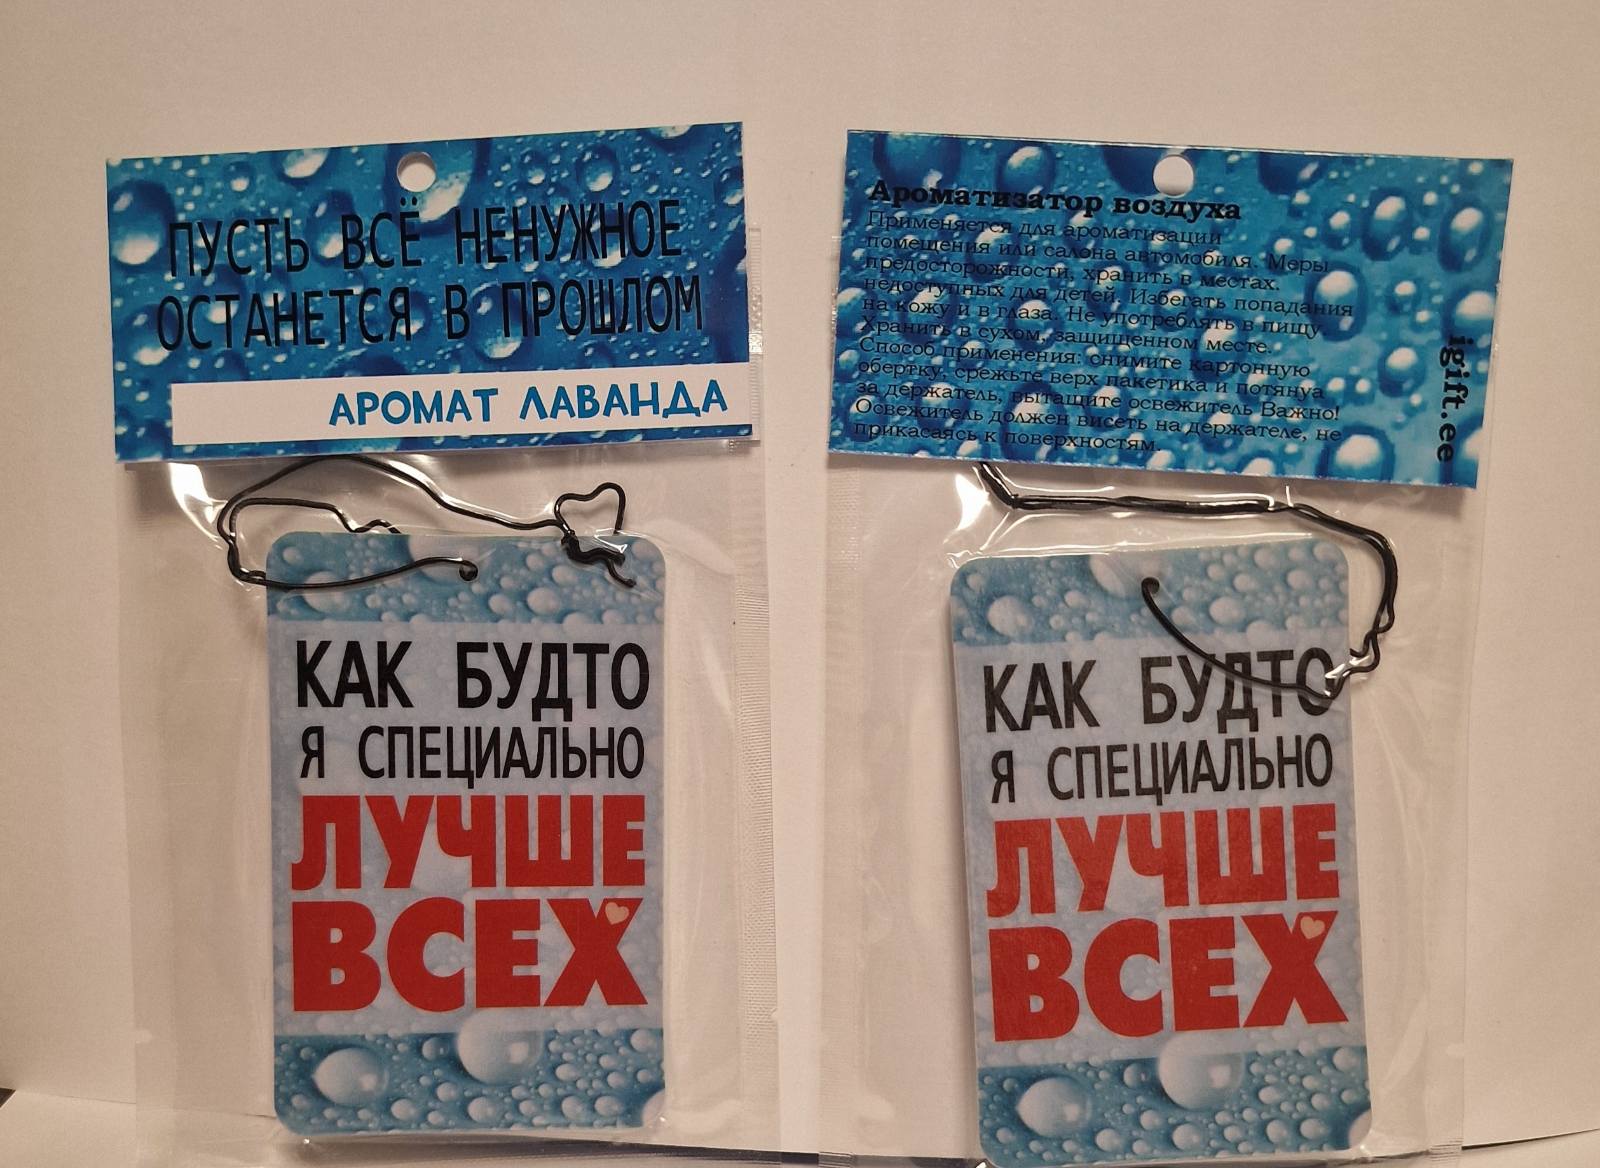 ПУСТЬ ВСЁ НЕНУЖНОЕ
ОСТАНЕТСЯ В ПРОШЛОМ
АРОМАТ ЛАВАНДА
КАК БУДТО
Я СПЕЦИАЛЬНО
ЛУЧШЕ
ВСЕХ
Ароматизатор воздуха
Применяется для ароматизации
помещения или салона автомобиля. Меры
предосторожности, хранить в местах.
недоступных для детей. Избегать попадания
на кожу и в глаза. Не употреблять в пищу.
Хранить в сухом, защищенном месте.
Способ применения: снимите картонную
обертку, срежьте верх пакетика и потянув
за держатель, вытащите освежитель Важно!
Освежитель должен висеть на держателе, не
прикасаясь к поверхностям.
igift.ee
КАК БУДТО
Я СПЕЦИАЛЬНО
ЛУЧШЕ
ВСЕХ